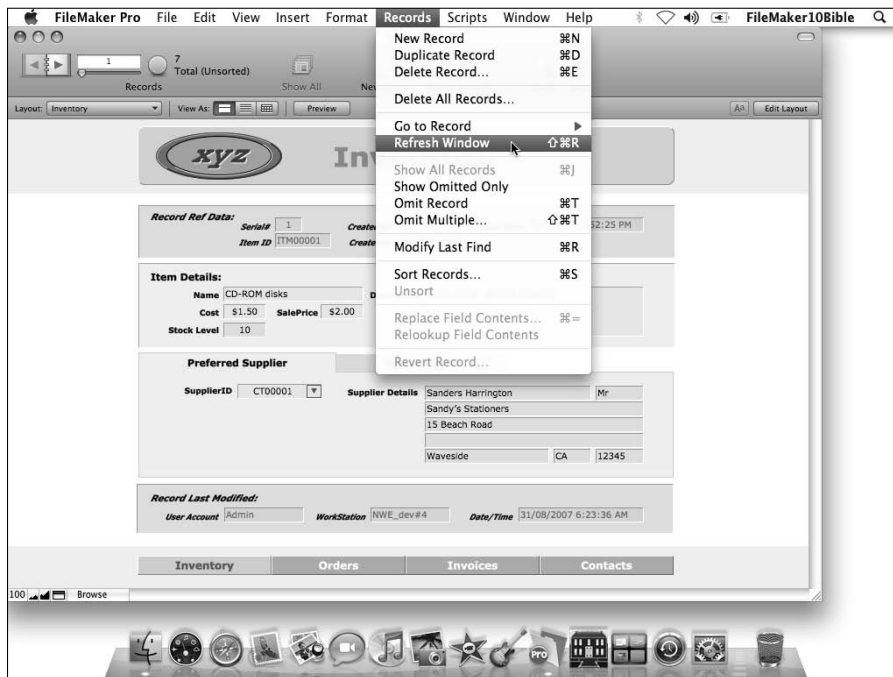 FileMaker Pro File Edit View Insert Format Records Scripts Window Help FileMaker10Bible
New Record ⌘N
Duplicate Record ⌘D
Delete Record... ⌘E
Delete All Records...
Go to Record
Refresh Window ⇧⌘R
Show All Records ⌘J
Show Omitted Only
Omit Record ⌘T
Omit Multiple... ⇧⌘T
Modify Last Find ⌘R
Sort Records... ⌘S
Unsort
Replace Field Contents... ⌘=
Relookup Field Contents
Revert Record...
1
7
Total (Unsorted)
Records Show All
Layout: Inventory View As: Preview Aa Edit Layout
xyz
Record Ref Data:
Serial# 1
52:25 PM
Item ID ITM00001
Item Details:
Name CD-ROM disks
Cost $1.50 SalePrice $2.00
Stock Level 10
Preferred Supplier
SupplierID CT00001 Supplier Details Sanders Harrington Mr
Sandy's Stationers
15 Beach Road
Waveside CA 12345
Record Last Modified:
User Account Admin WorkStation NWE_dev#4 Date/Time 31/08/2007 6:23:36 AM
Inventory Orders Invoices Contacts
100 Browse
PRO